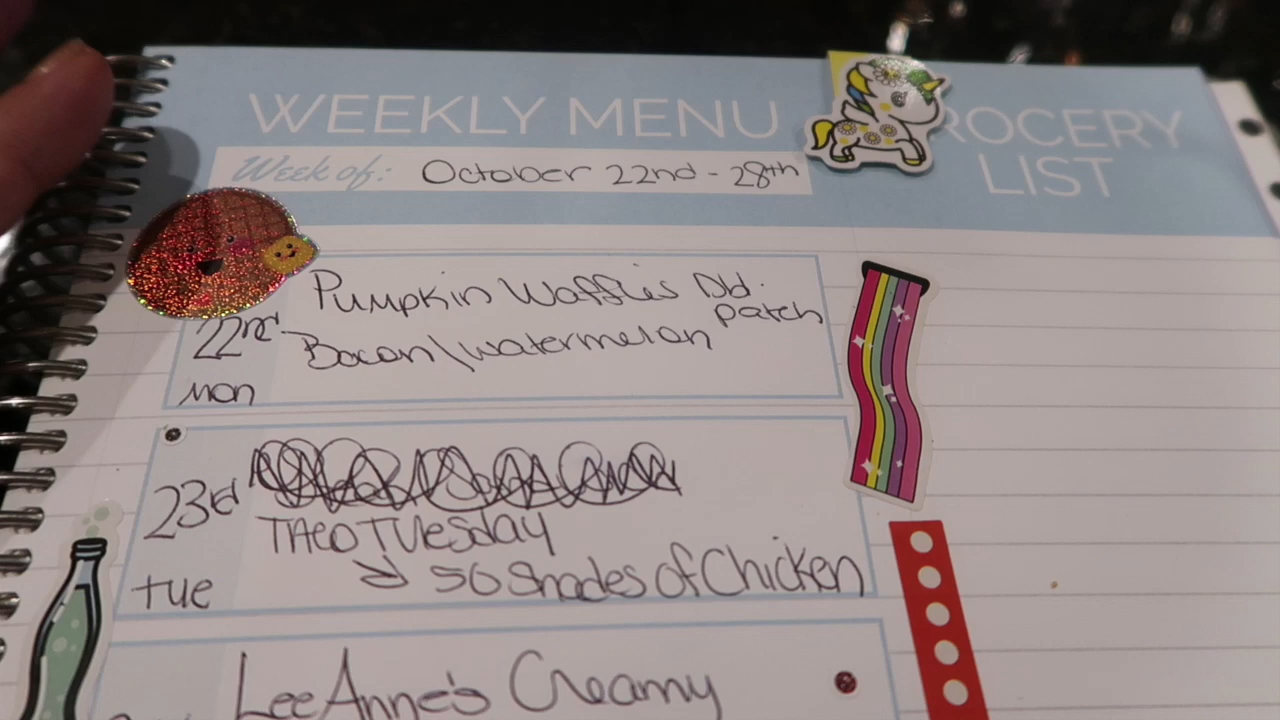 WEEKLY MENU
Week of: October 22nd - 28th
ROCERY
LIST
Pumpkin Waffles Old.
patch
22nd
Bacon/watermelon
Mon
23rd
TACO TUesday
50 Shades of Chicken
Tue
LeeAnne's Creamy